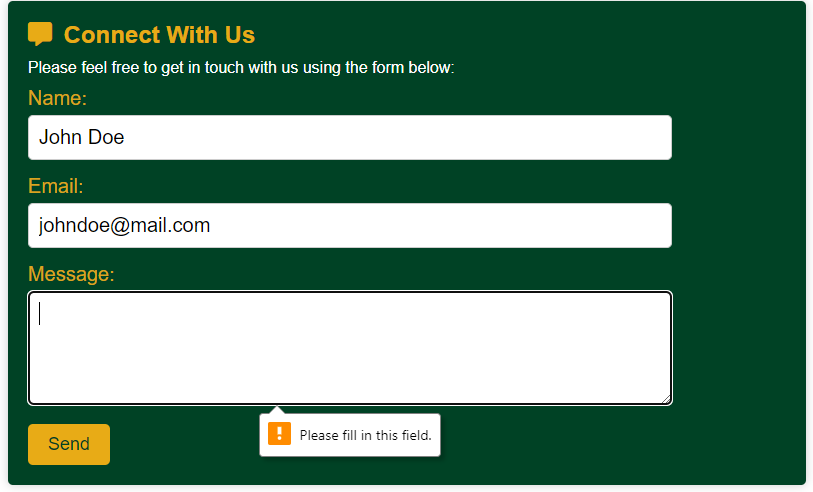 Connect With Us
Please feel free to get in touch with us using the form below:
Name:
John Doe
Email:
johndoe@mail.com
Message:
Please fill in this field.
Send